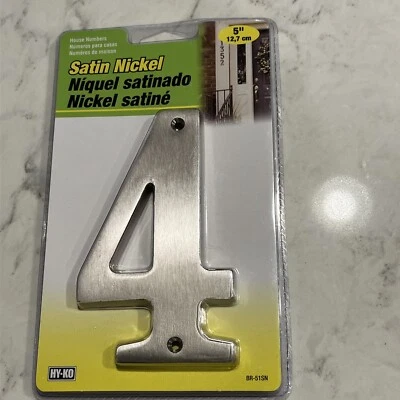 House Numbers
Números para casas
Numéros de maison
Satin Nickel
Níquel satinado
Nickel satiné
5"
12,7 cm
4
HY-KO
BR-51SN